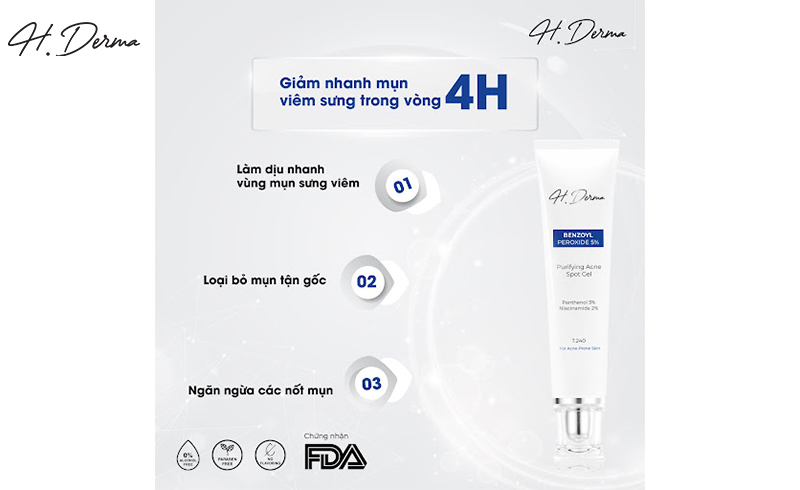 H. Derma
H. Derma
Giảm nhanh mụn
viêm sưng trong vòng 4H
Làm dịu nhanh
vùng mụn sưng viêm
01
Loại bỏ mụn tận gốc
02
Ngăn ngừa các nốt mụn
03
H. Derma
BENZOYL
PEROXIDE 5%
Purifying Acne
Spot Gel
Panthenol 3%
Niacinamide 2%
T.240
For Acne-Prone Skin
0%
ALCOHOL
FREE
PARABEN
FREE
NO
FLAVORING
Chứng nhận
FDA